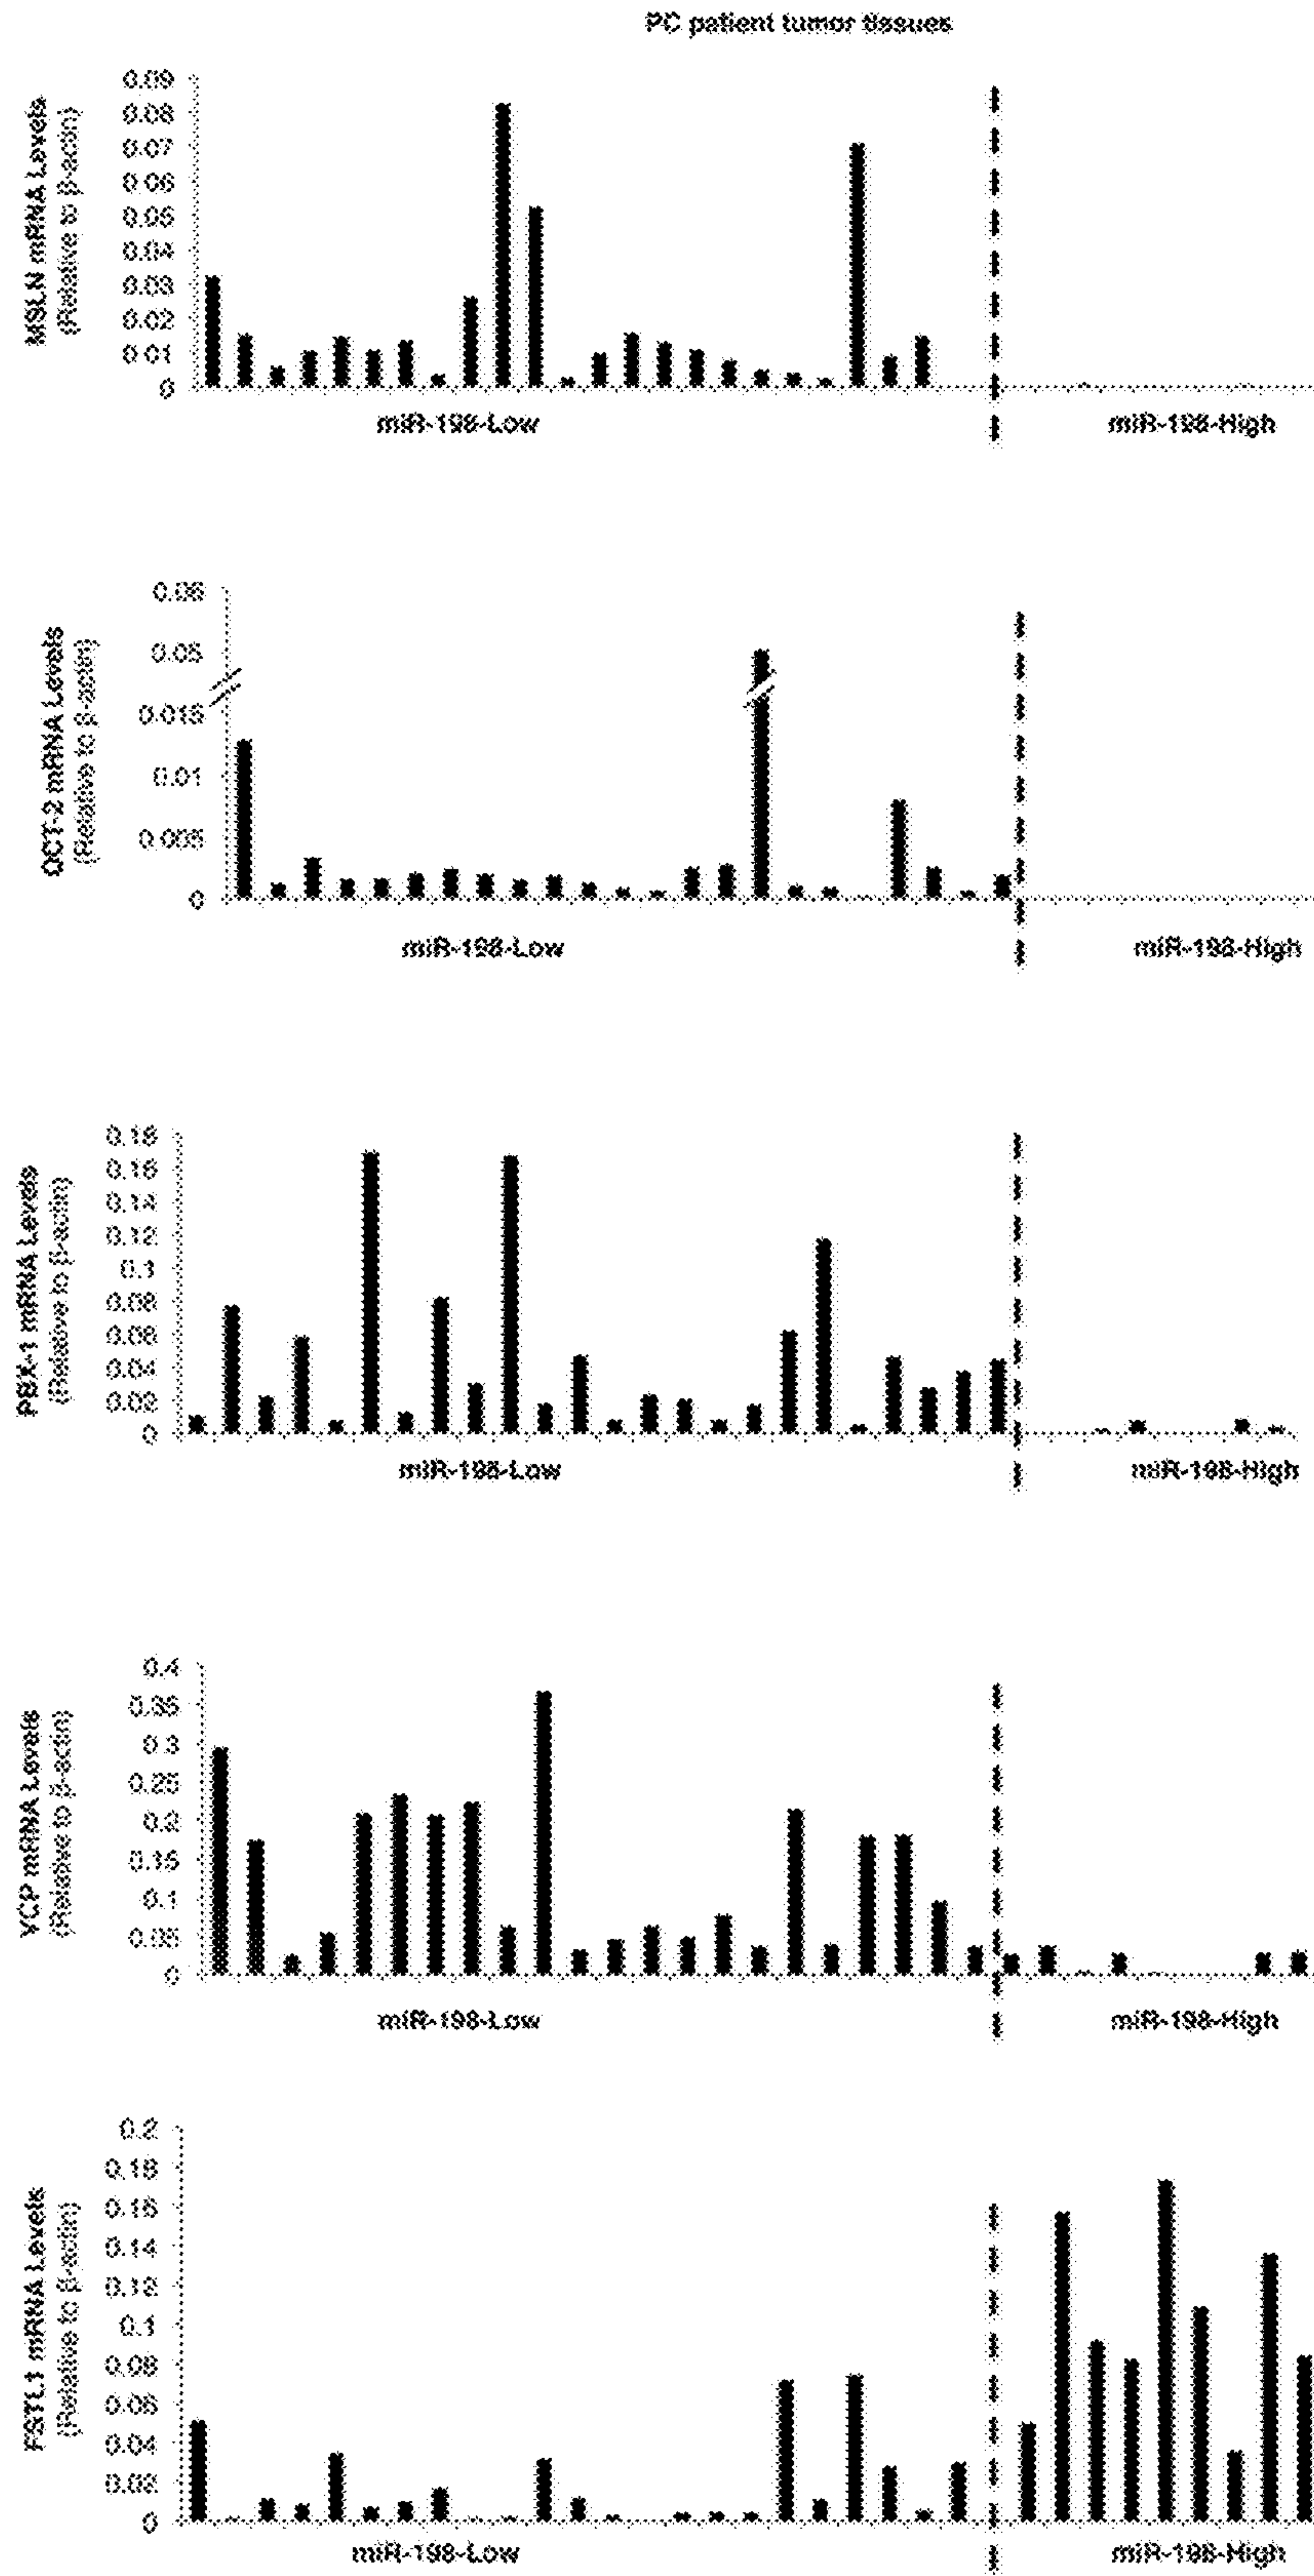 PC patient tumor tissues
MSLN mRNA Levels
(Relative to β-actin)
0.09
0.08
0.07
0.06
0.05
0.04
0.03
0.02
0.01
0
miR-198-Low
miR-198-High
OCT-2 mRNA Levels
(Relative to β-actin)
0.06
0.05
0.015
0.01
0.005
0
miR-198-Low
miR-198-High
PBX-1 mRNA Levels
(Relative to β-actin)
0.18
0.16
0.14
0.12
0.1
0.08
0.06
0.04
0.02
0
miR-198-Low
miR-198-High
VCP mRNA Levels
(Relative to β-actin)
0.4
0.35
0.3
0.25
0.2
0.15
0.1
0.05
0
miR-198-Low
miR-198-High
FSTL1 mRNA Levels
(Relative to β-actin)
0.2
0.18
0.16
0.14
0.12
0.1
0.08
0.06
0.04
0.02
0
miR-198-Low
miR-198-High